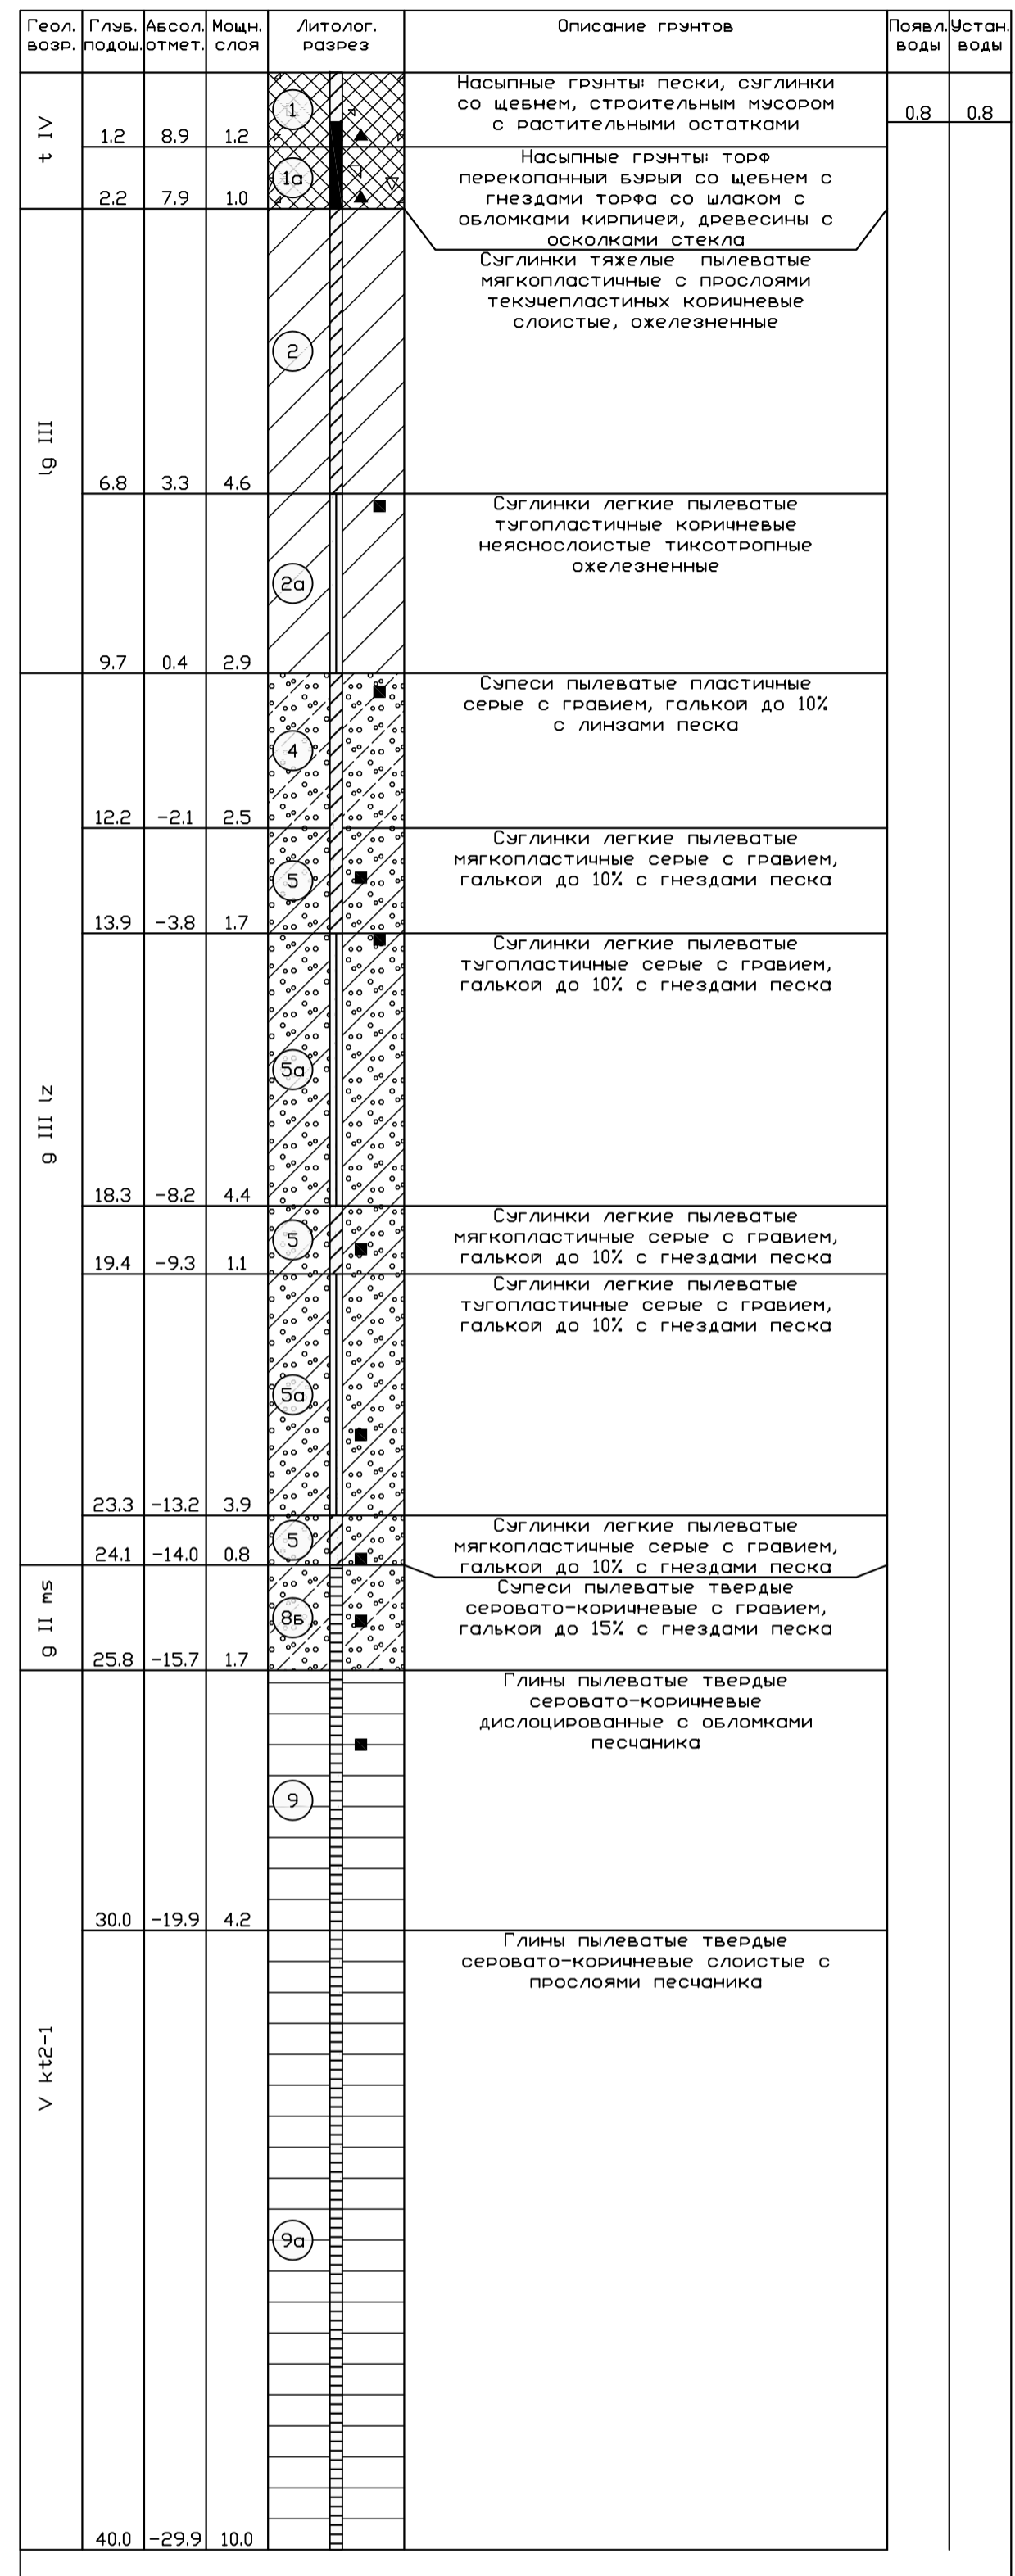 Геол. Глуб. Абсол. Мощн. Литолог. Описание грунтов Появл. Устан.
возр. подош. отмет. слоя разрез воды воды
t IV
1
Насыпные грунты: пески, суглинки
со щебнем, строительным мусором
с растительными остатками
1.2 8.9 1.2
0.8 0.8
1а
Насыпные грунты: торф
перекопанный бурый со щебнем с
гнездами торфа со шлаком с
обломками кирпичей, древесины с
осколками стекла
2.2 7.9 1.0
lg III
Суглинки тяжелые пылеватые
мягкопластичные с прослоями
текучепластиных коричневые
слоистые, ожелезненные
2
6.8 3.3 4.6
Суглинки легкие пылеватые
тугопластичные коричневые
неяснослоистые тиксотропные
ожелезненные
2а
9.7 0.4 2.9
g III lz
Супеси пылеватые пластичные
серые с гравием, галькой до 10%
с линзами песка
4
12.2 -2.1 2.5
Суглинки легкие пылеватые
мягкопластичные серые с гравием,
галькой до 10% с гнездами песка
5
13.9 -3.8 1.7
Суглинки легкие пылеватые
тугопластичные серые с гравием,
галькой до 10% с гнездами песка
5а
18.3 -8.2 4.4
Суглинки легкие пылеватые
мягкопластичные серые с гравием,
галькой до 10% с гнездами песка
5
19.4 -9.3 1.1
Суглинки легкие пылеватые
тугопластичные серые с гравием,
галькой до 10% с гнездами песка
5а
23.3 -13.2 3.9
Суглинки легкие пылеватые
мягкопластичные серые с гравием,
галькой до 10% с гнездами песка
5
24.1 -14.0 0.8
g II ms
Супеси пылеватые твердые
серовато-коричневые с гравием,
галькой до 15% с гнездами песка
8Б
25.8 -15.7 1.7
V kt2-1
Глины пылеватые твердые
серовато-коричневые
дислоцированные с обломками
песчаника
9
30.0 -19.9 4.2
Глины пылеватые твердые
серовато-коричневые слоистые с
прослоями песчаника
9а
40.0 -29.9 10.0